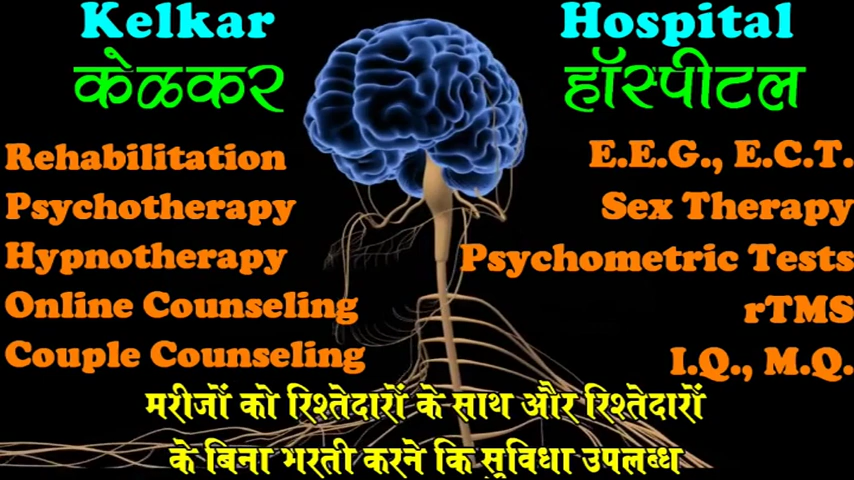 Kelkar Hospital
केळकर हॉस्पीटल
Rehabilitation
Psychotherapy
Hypnotherapy
Online Counseling
Couple Counseling
E.E.G., E.C.T.
Sex Therapy
Psychometric Tests
rTMS
I.Q., M.Q.
मरीजों को रिश्तेदारों के साथ और रिश्तेदारों
के बिना भरती करने कि सुविधा उपलब्ध